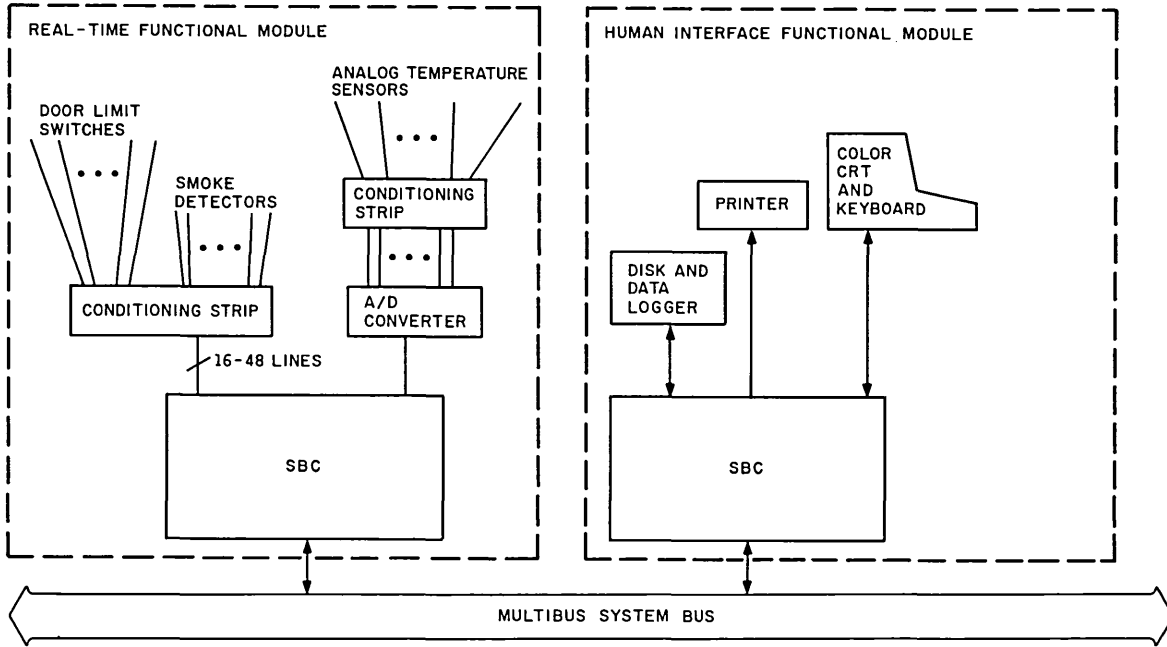 REAL-TIME FUNCTIONAL MODULE
DOOR LIMIT
SWITCHES
SMOKE
DETECTORS
ANALOG TEMPERATURE
SENSORS
CONDITIONING
STRIP
CONDITIONING STRIP
A/D
CONVERTER
16-48 LINES
SBC
HUMAN INTERFACE FUNCTIONAL MODULE
COLOR
CRT
AND
KEYBOARD
PRINTER
DISK AND
DATA
LOGGER
SBC
MULTIBUS SYSTEM BUS